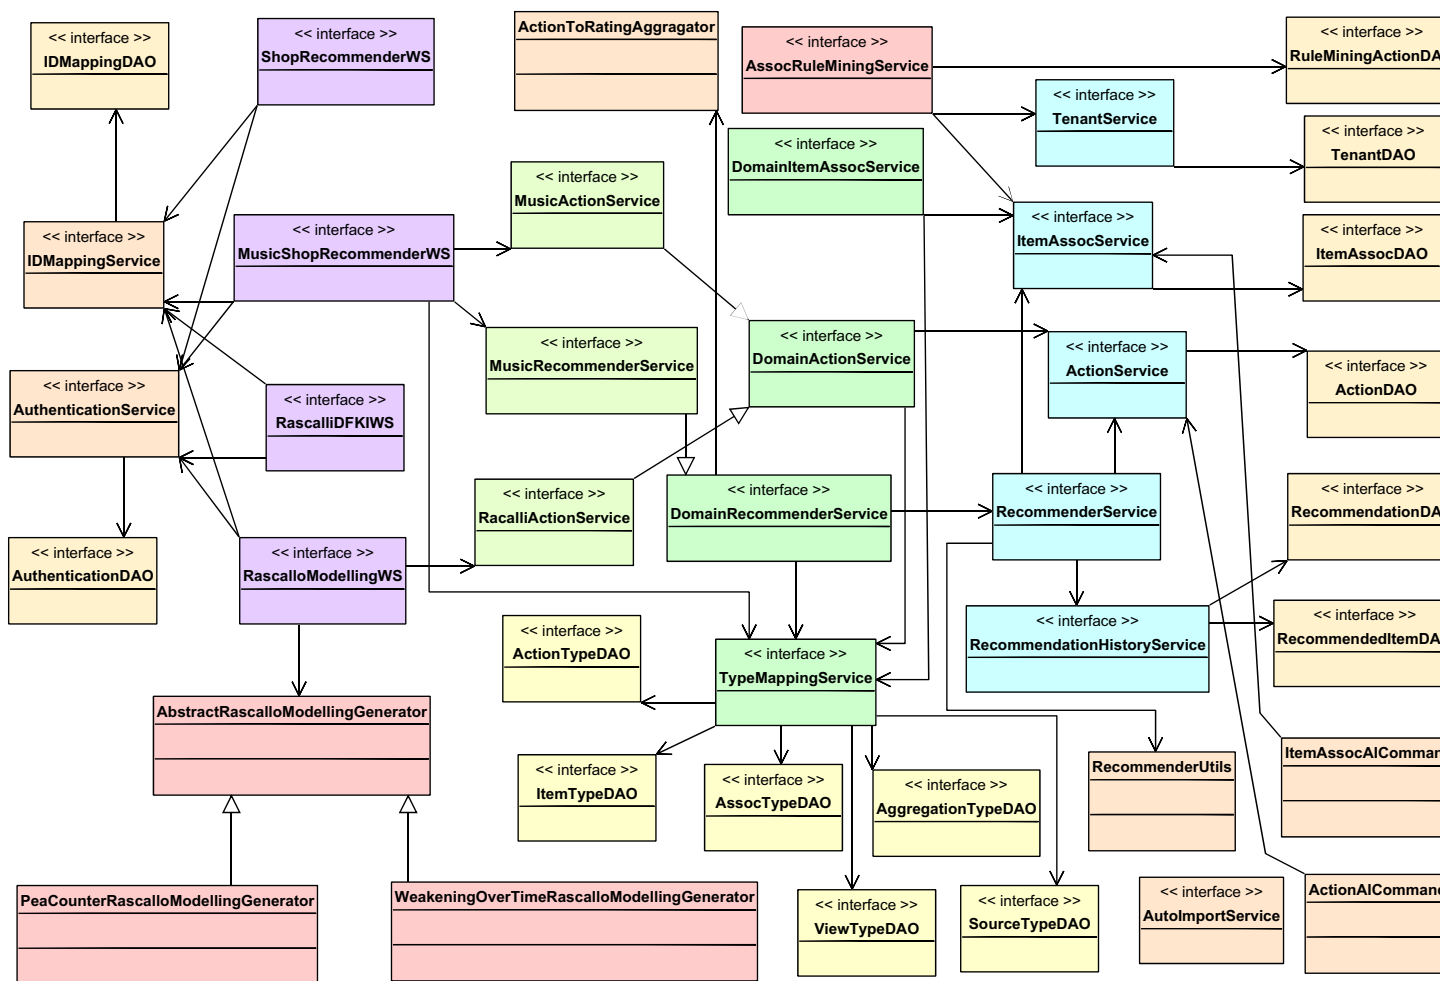 << interface >>
IDMappingDAO
<< interface >>
ShopRecommenderWS
ActionToRatingAggragator
<< interface >>
AssocRuleMiningService
<< interface >>
RuleMiningActionDA
<< interface >>
TenantService
<< interface >>
TenantDAO
<< interface >>
DomainItemAssocService
<< interface >>
MusicActionService
<< interface >>
IDMappingService
<< interface >>
MusicShopRecommenderWS
<< interface >>
ItemAssocService
<< interface >>
ItemAssocDAO
<< interface >>
MusicRecommenderService
<< interface >>
DomainActionService
<< interface >>
ActionService
<< interface >>
ActionDAO
<< interface >>
AuthenticationService
<< interface >>
RascalliDFKIWS
<< interface >>
RacalliActionService
<< interface >>
DomainRecommenderService
<< interface >>
RecommenderService
<< interface >>
RecommendationDA
<< interface >>
AuthenticationDAO
<< interface >>
RascalloModellingWS
<< interface >>
ActionTypeDAO
<< interface >>
TypeMappingService
<< interface >>
RecommendationHistoryService
<< interface >>
RecommendedItemDA
AbstractRascalloModellingGenerator
<< interface >>
ItemTypeDAO
<< interface >>
AssocTypeDAO
<< interface >>
AggregationTypeDAO
RecommenderUtils
ItemAssocAIComman
PeaCounterRascalloModellingGenerator
WeakeningOverTimeRascalloModellingGenerator
<< interface >>
ViewTypeDAO
<< interface >>
SourceTypeDAO
<< interface >>
AutoImportService
ActionAICommand